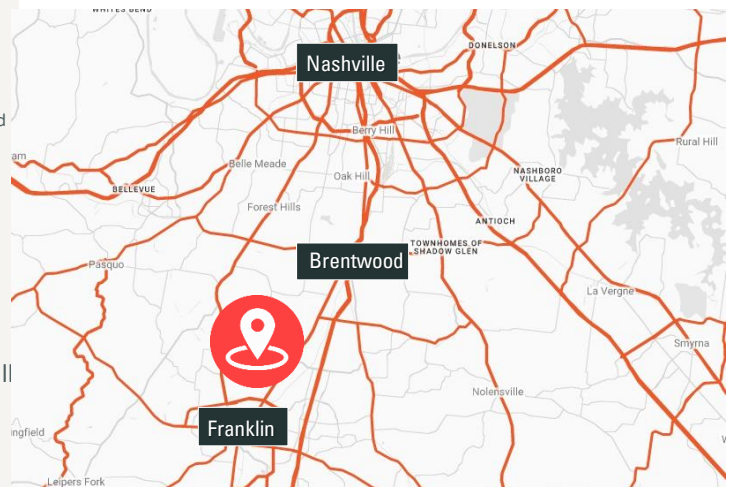 WHITES BEND
DONELSON
Nashville
Berry Hill
Rural Hill
Belle Meade
Oak Hill
NASHBORO
VILLAGE
BELLEVUE
Forest Hills
ANTIOCH
TOWNHOMES OF
SHADOW GLEN
Brentwood
Pasquo
La Vergne
Smyrna
Nolensville
Franklin
Leipers Fork